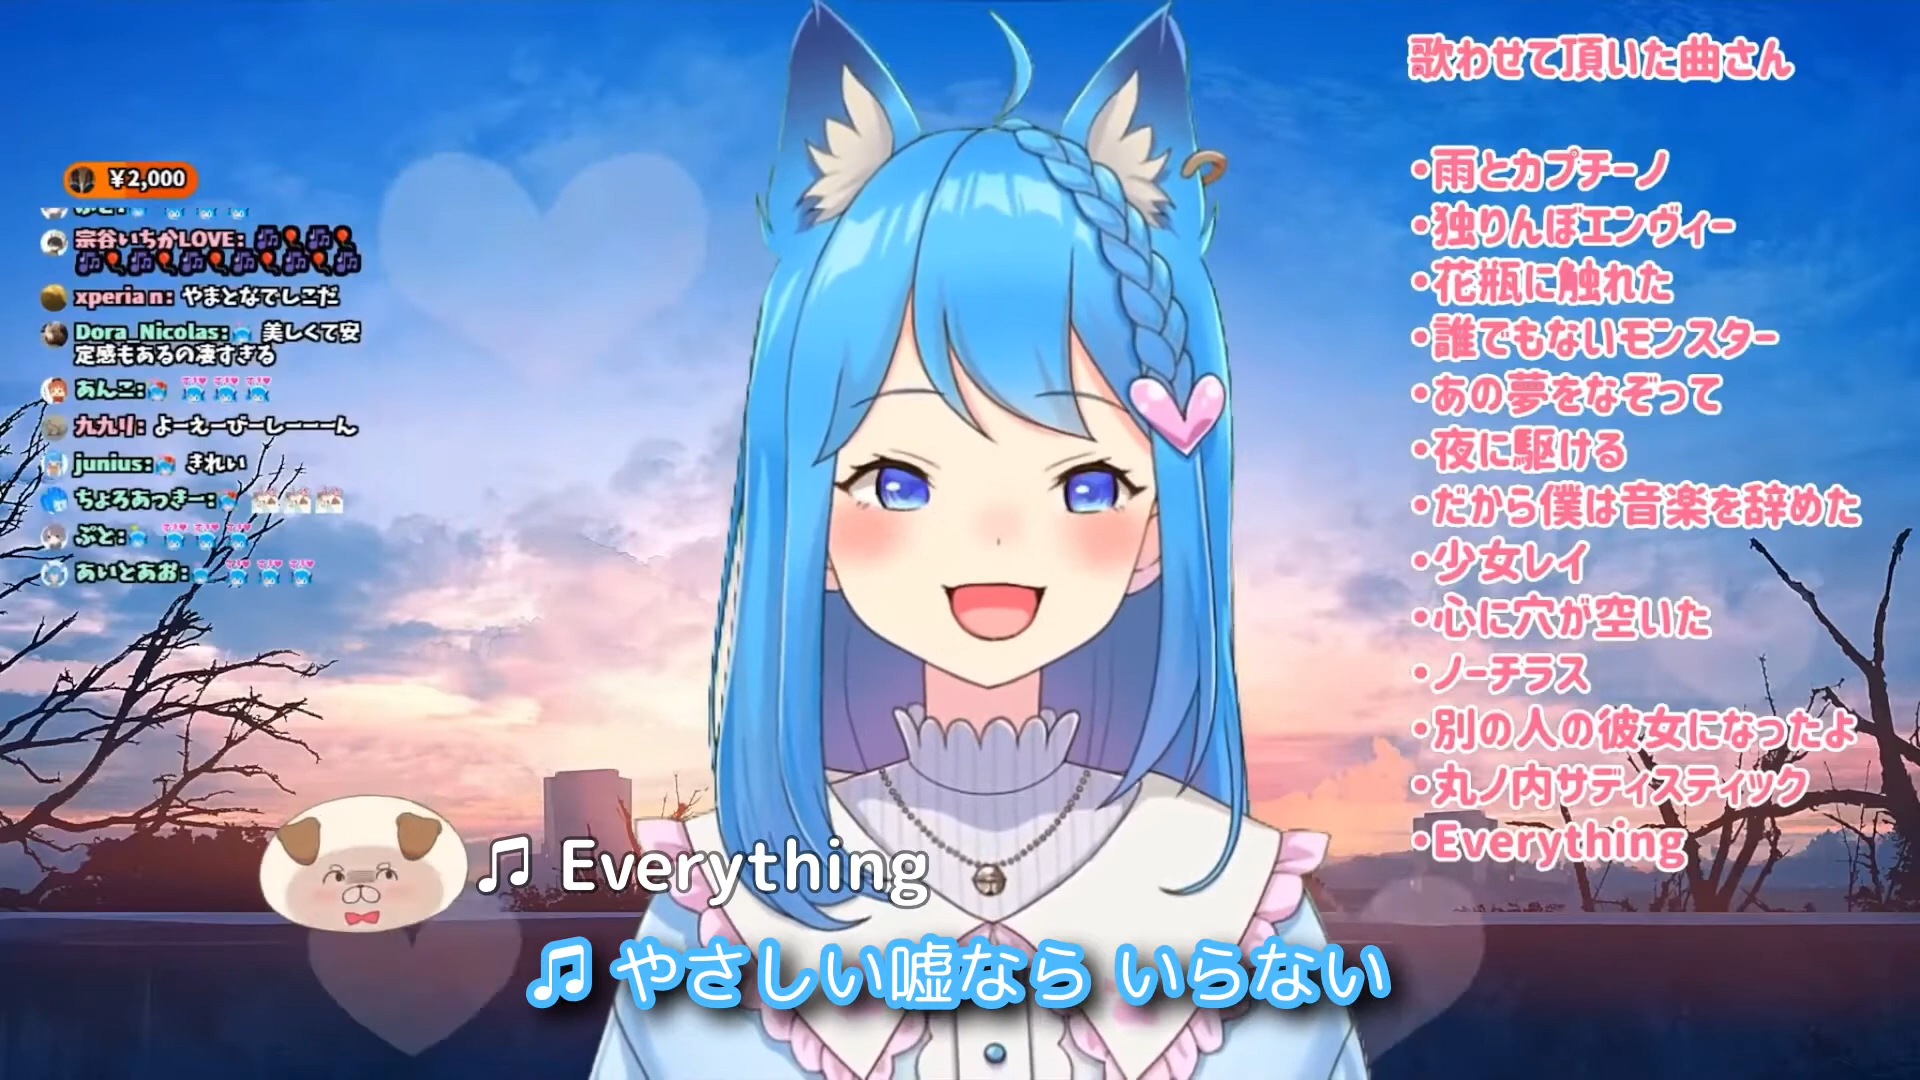 ¥2,000
宗谷いちかLOVE:
xperia n: やまとなでしこだ
Dora_Nicolas: 美しくて安
定感もあるの凄すぎる
あんこ:
九九り: よーえーびーしーーーん
junius: きれい
ちょろあっきー:
ぷと:
あいとあお:
歌わせて頂いた曲さん
・雨とカプチーノ
・独りんぼエンヴィー
・花瓶に触れた
・誰でもないモンスター
・あの夢をなぞって
・夜に駆ける
・だから僕は音楽を辞めた
・少女レイ
・心に穴が空いた
・ノーチラス
・別の人の彼女になったよ
・丸ノ内サディスティック
・Everything
♫ Everything
♫ やさしい嘘なら いらない